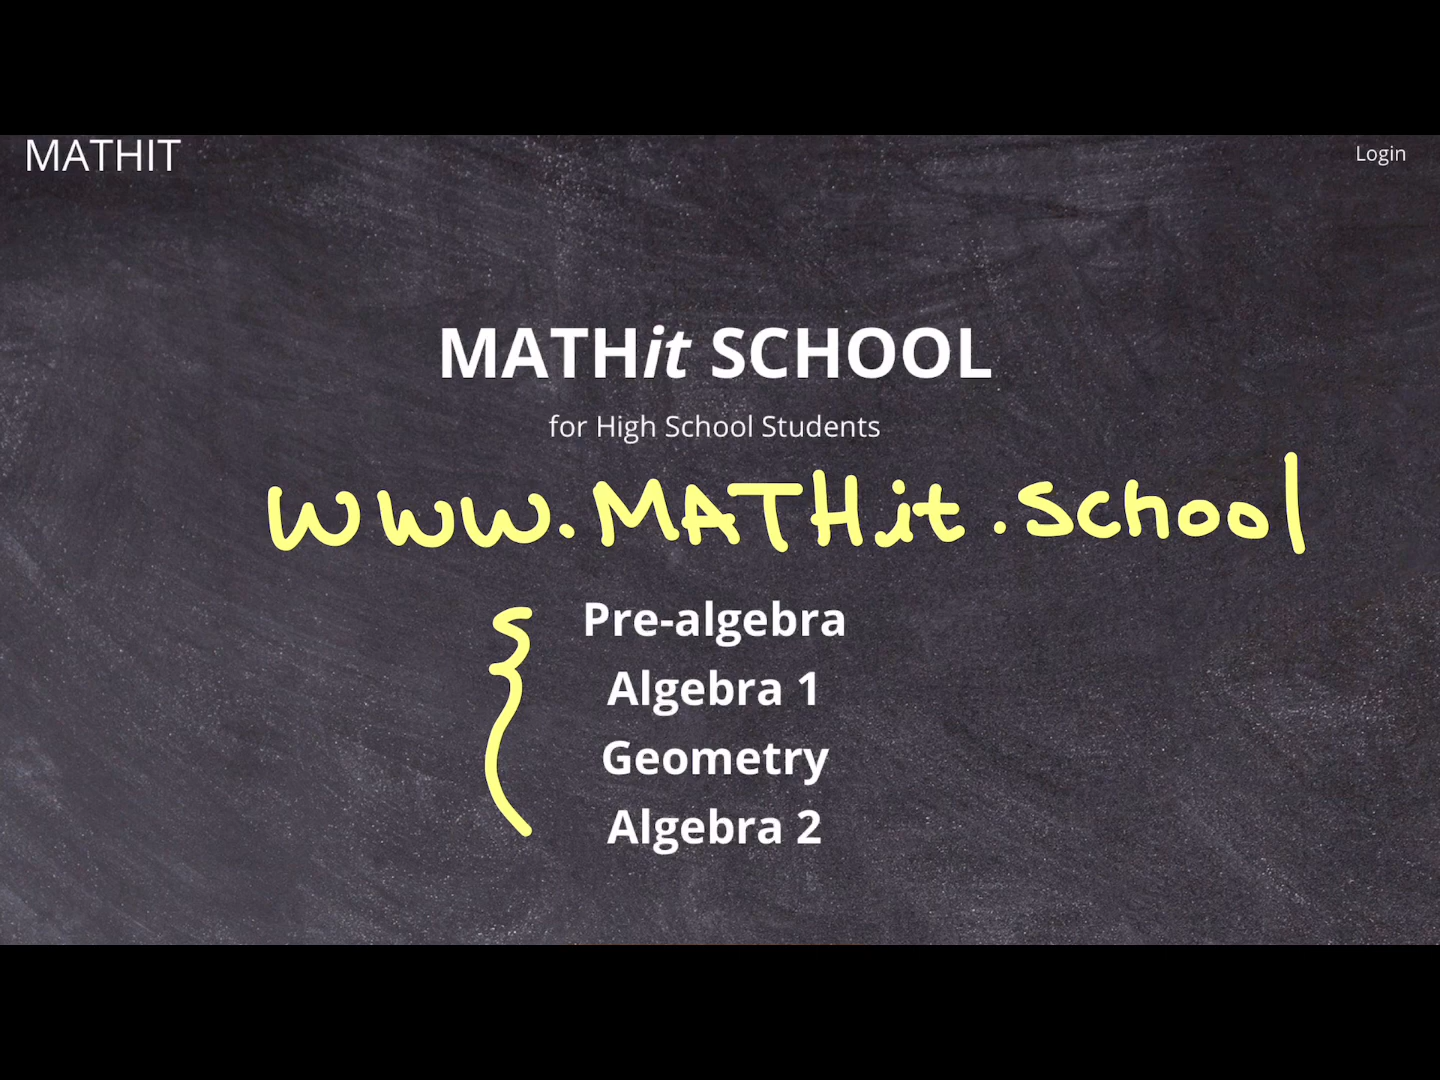 MATHIT
Login
MATHit SCHOOL
for High School Students
www.MATHit.school
Pre-algebra
Algebra 1
Geometry
Algebra 2